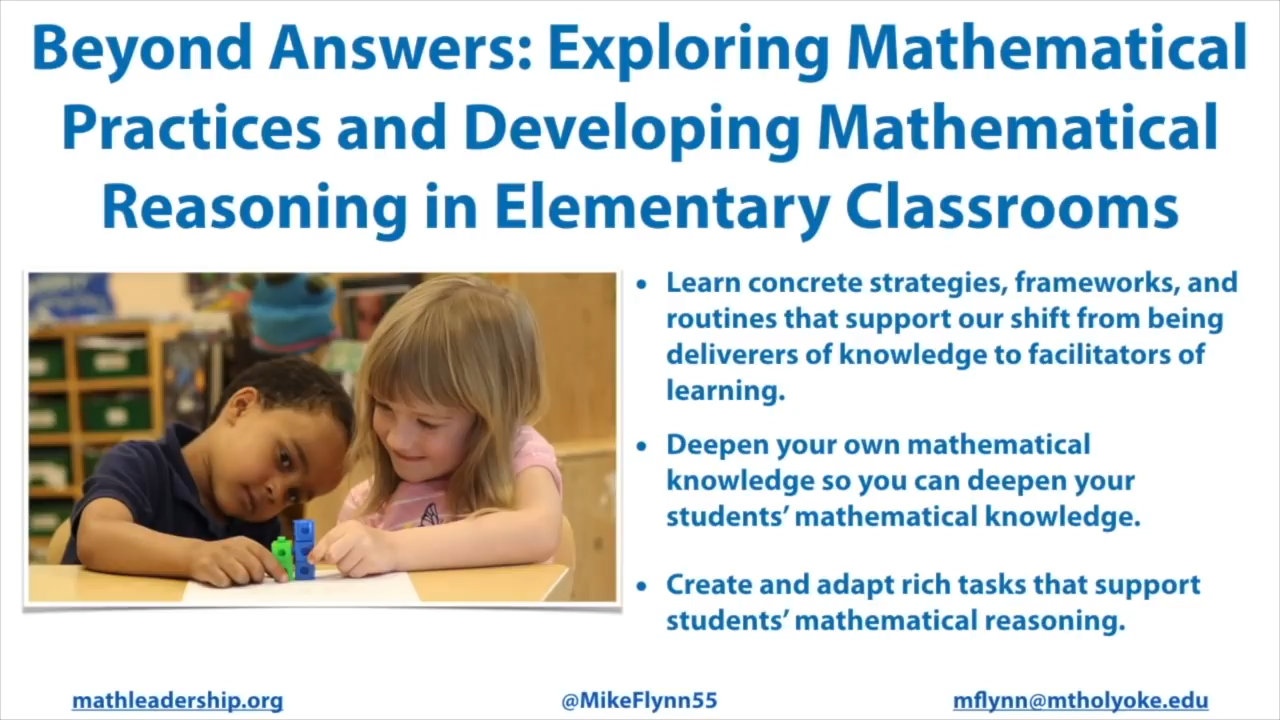 Beyond Answers: Exploring Mathematical
Practices and Developing Mathematical
Reasoning in Elementary Classrooms
• Learn concrete strategies, frameworks, and
routines that support our shift from being
deliverers of knowledge to facilitators of
learning.
• Deepen your own mathematical
knowledge so you can deepen your
students’ mathematical knowledge.
• Create and adapt rich tasks that support
students’ mathematical reasoning.
mathleadership.org
@MikeFlynn55
mflynn@mtholyoke.edu